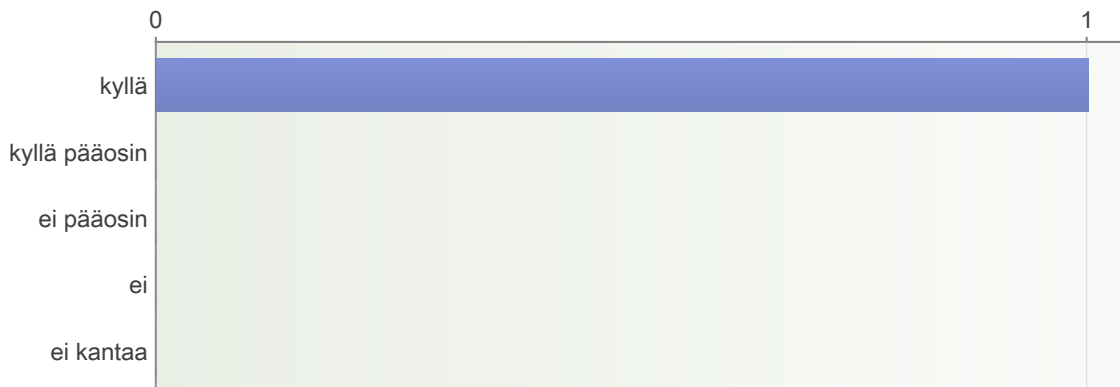 0 1
kyllä
kyllä pääosin
ei pääosin
ei
ei kantaa